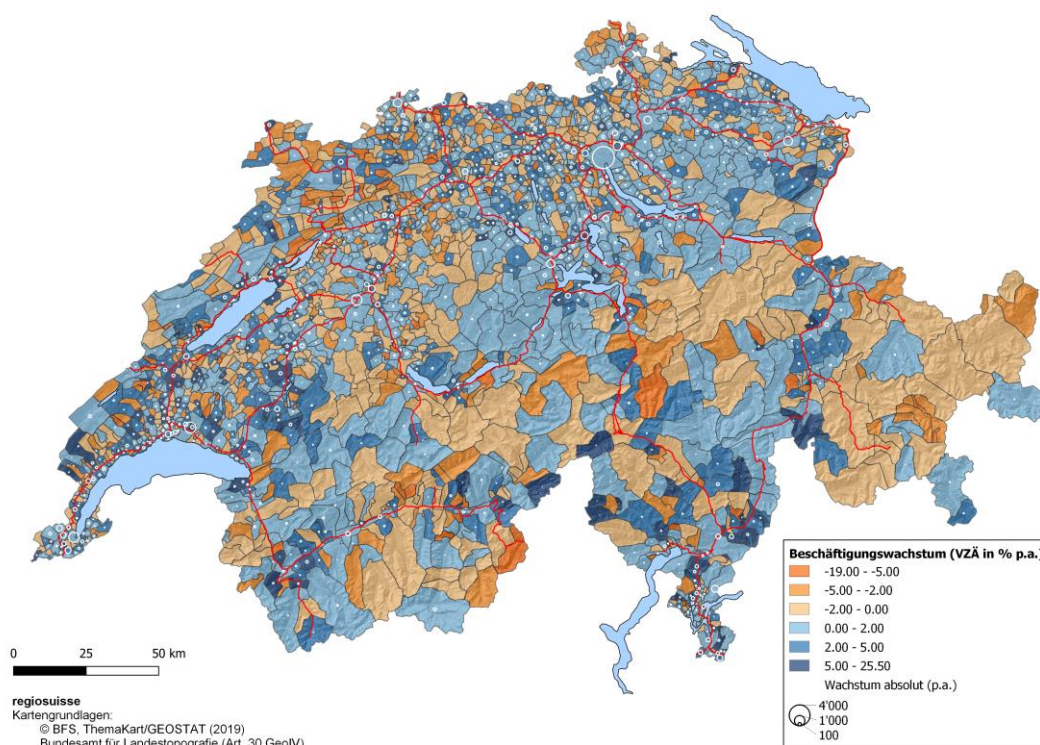 Beschäftigungswachstum (VZÄ in % p.a.)
-19.00 - -5.00
-5.00 - -2.00
-2.00 - 0.00
0.00 - 2.00
2.00 - 5.00
5.00 - 25.50
Wachstum absolut (p.a.)
4'000
1'000
100
0 25 50 km
regiosuisse
Kartengrundlagen:
© BFS, ThemaKart/GEOSTAT (2019)
Bundesamt für Landestopografie (Art. 30 GeoIV)